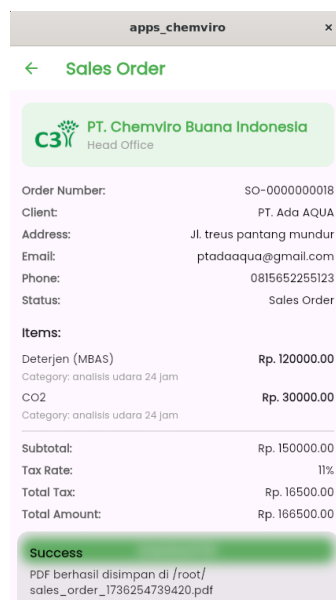 apps_chemviro ×
← Sales Order
C3
PT. Chemviro Buana Indonesia
Head Office
Order Number: SO-0000000018
Client: PT. Ada AQUA
Address: Jl. treus pantang mundur
Email: ptadaaqua@gmail.com
Phone: 0815652255123
Status: Sales Order
Items:
Deterjen (MBAS) Rp. 120000.00
Category: analisis udara 24 jam
CO2 Rp. 30000.00
Category: analisis udara 24 jam
Subtotal: Rp. 150000.00
Tax Rate: 11%
Total Tax: Rp. 16500.00
Total Amount: Rp. 166500.00
Success
PDF berhasil disimpan di /root/
sales_order_1736254739420.pdf